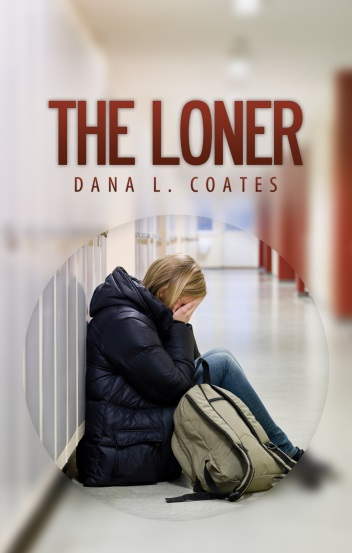 THE LONER
DANA L. COATES